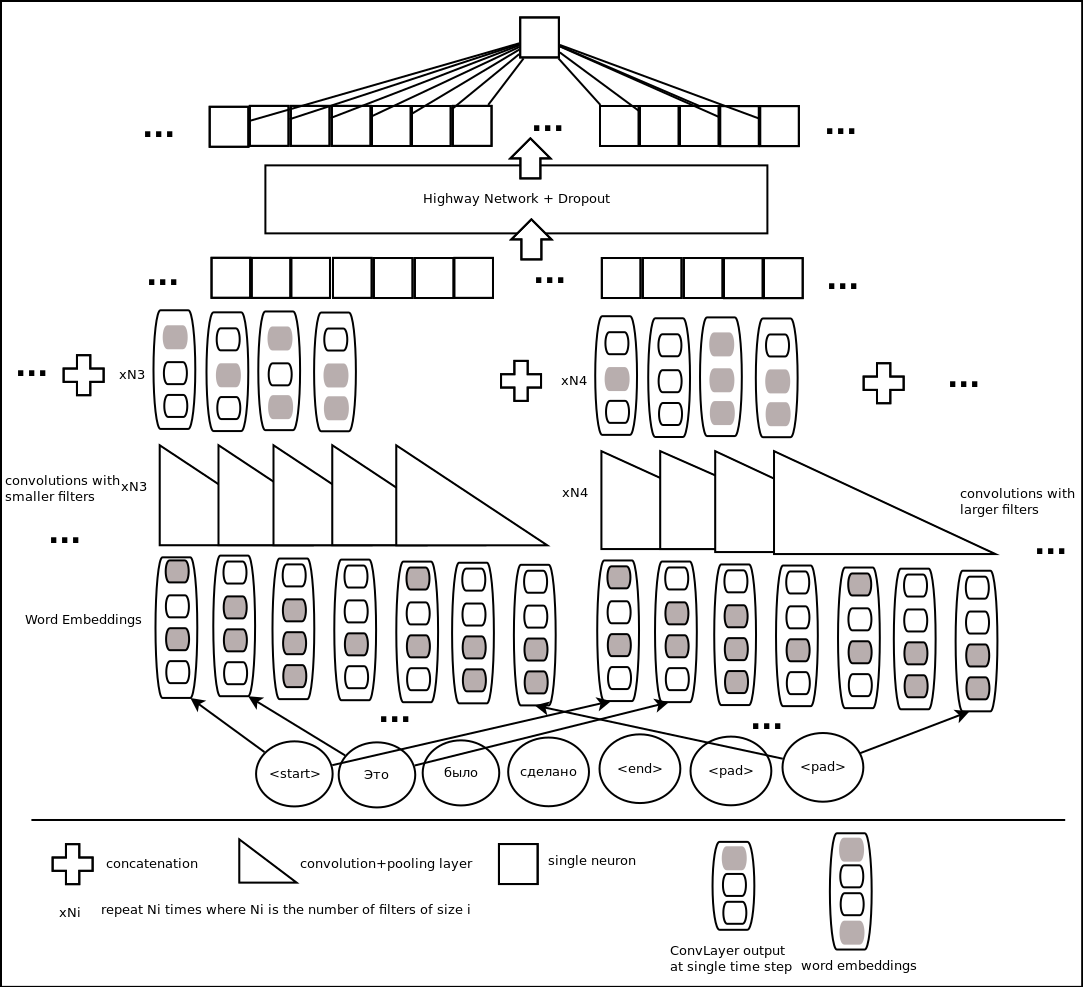 ...
...
...
Highway Network + Dropout
...
...
...
...
xN3
xN4
...
convolutions with
smaller filters
xN3
xN4
convolutions with
larger filters
...
...
Word Embeddings
...
...
<start>
Это
было
сделано
<end>
<pad>
<pad>
concatenation
convolution+pooling layer
single neuron
xNi
repeat Ni times where Ni is the number of filters of size i
ConvLayer output
at single time step
word embeddings